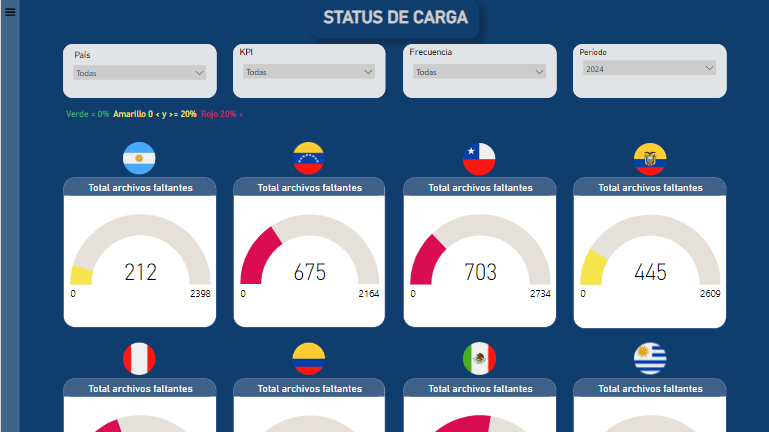 STATUS DE CARGA
País
Todas
KPI
Todas
Frecuencia
Todas
Período
2024
Verde = 0% Amarillo 0 < y >= 20% Rojo 20% <
Total archivos faltantes
212
0
2398
Total archivos faltantes
675
0
2164
Total archivos faltantes
703
0
2734
Total archivos faltantes
445
0
2609
Total archivos faltantes
Total archivos faltantes
Total archivos faltantes
Total archivos faltantes